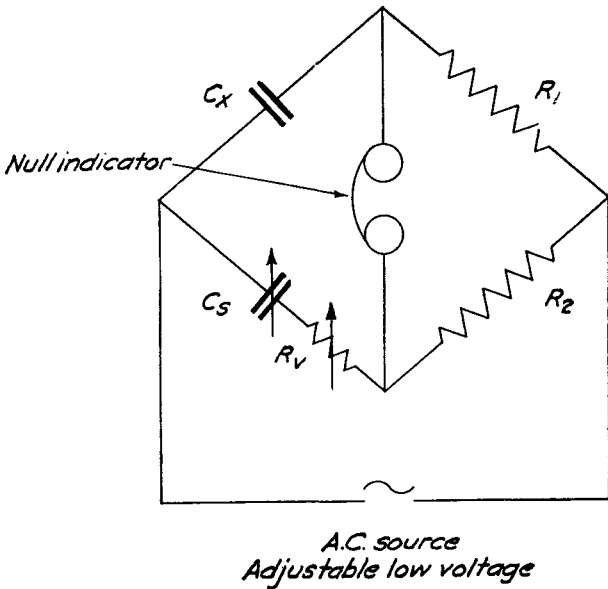 Cx
R1
Null indicator
Cs
Rv
R2
A.C. source
Adjustable low voltage